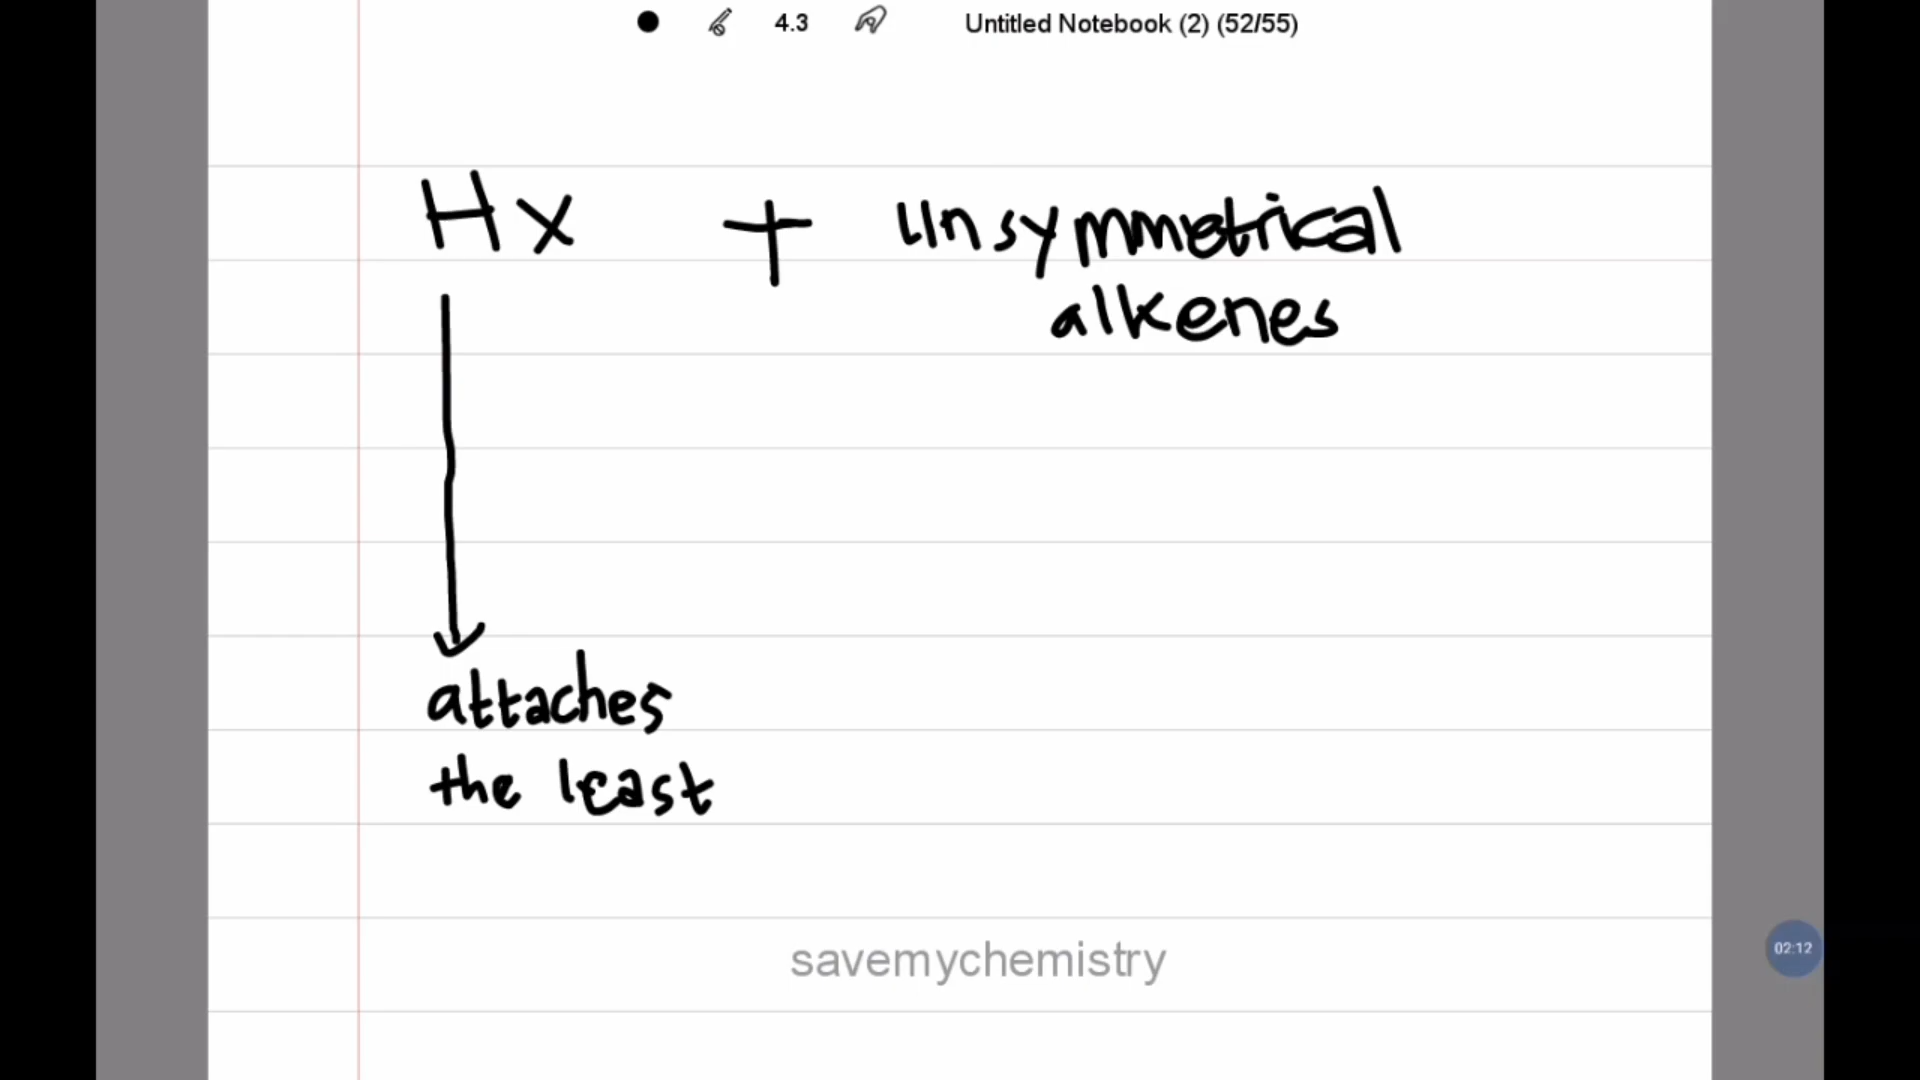 4.3 Untitled Notebook (2) (52/55)
Hx + unsymmetrical
alkenes
attaches
the least
savemychemistry
02:12